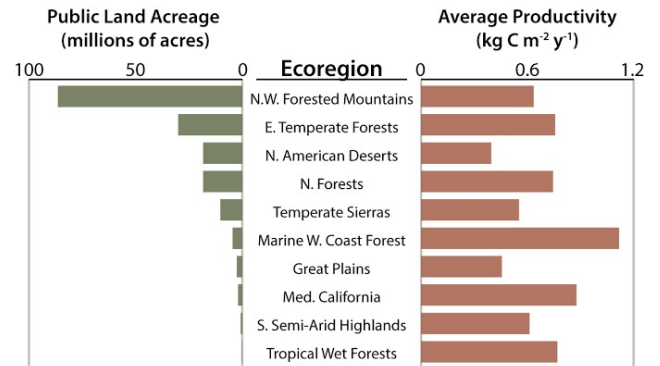 Public Land Acreage
(millions of acres)
Average Productivity
(kg C m⁻² y⁻¹)
100 50 0 Ecoregion 0 0.6 1.2
N.W. Forested Mountains
E. Temperate Forests
N. American Deserts
N. Forests
Temperate Sierras
Marine W. Coast Forest
Great Plains
Med. California
S. Semi-Arid Highlands
Tropical Wet Forests